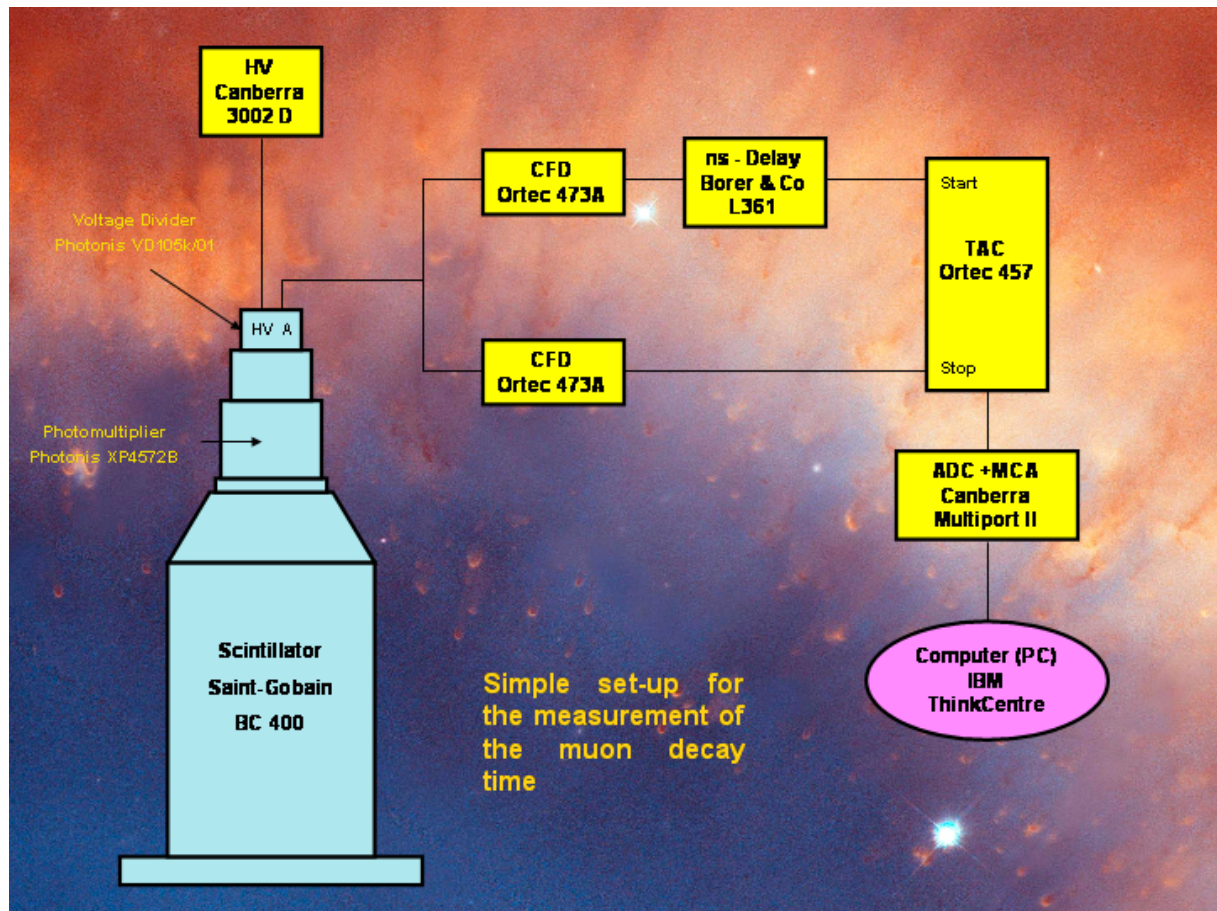 HV
Canberra
3002 D
CFD
Ortec 473A
ns - Delay
Borer & Co
L361
Start
TAC
Ortec 457
Stop
Voltage Divider
Photonis VD105k/01
HV A
CFD
Ortec 473A
Photomultiplier
Photonis XP4572B
ADC +MCA
Canberra
Multiport II
Scintillator
Saint-Gobain
BC 400
Computer (PC)
IBM
ThinkCentre
Simple set-up for
the measurement of
the muon decay
time